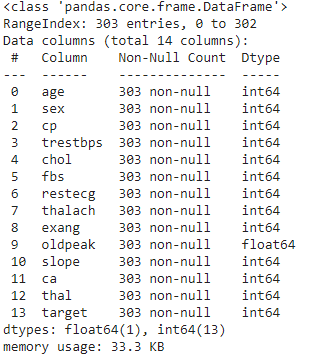 <class 'pandas.core.frame.DataFrame'>
RangeIndex: 303 entries, 0 to 302
Data columns (total 14 columns):
 #   Column    Non-Null Count  Dtype
---  ------    --------------  -----
 0   age       303 non-null    int64
 1   sex       303 non-null    int64
 2   cp        303 non-null    int64
 3   trestbps  303 non-null    int64
 4   chol      303 non-null    int64
 5   fbs       303 non-null    int64
 6   restecg   303 non-null    int64
 7   thalach   303 non-null    int64
 8   exang     303 non-null    int64
 9   oldpeak   303 non-null    float64
 10  slope     303 non-null    int64
 11  ca        303 non-null    int64
 12  thal      303 non-null    int64
 13  target    303 non-null    int64
dtypes: float64(1), int64(13)
memory usage: 33.3 KB